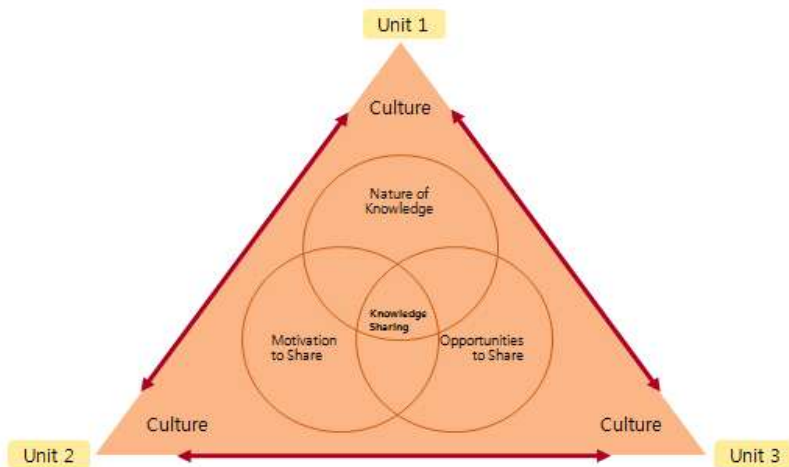 Unit 1
Culture
Nature of
Knowledge
Knowledge
Sharing
Motivation
to Share
Opportunities
to Share
Culture
Culture
Unit 2
Unit 3